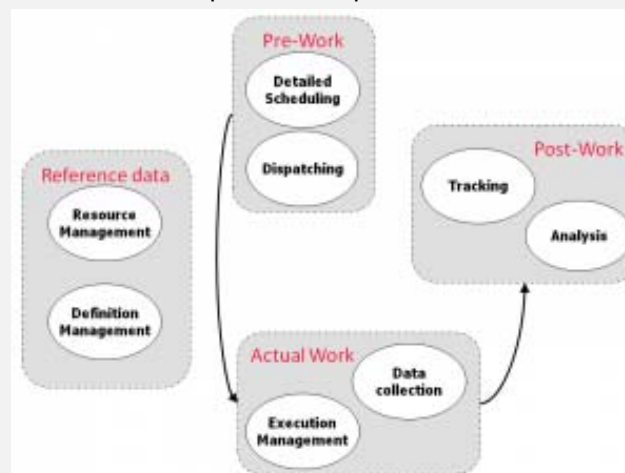 Pre-Work
Detailed
Scheduling
Dispatching
Reference data
Resource
Management
Definition
Management
Post-Work
Tracking
Analysis
Actual Work
Data
collection
Execution
Management